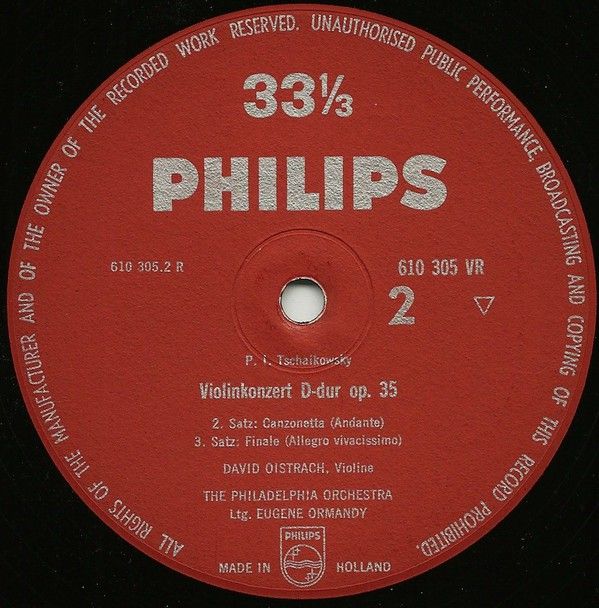 ALL RIGHTS OF THE MANUFACTURER AND OF THE OWNER OF THE RECORDED WORK RESERVED. UNAUTHORISED PUBLIC PERFORMANCE, BROADCASTING AND COPYING OF THIS RECORD PROHIBITED.
33⅓
PHILIPS
610 305.2 R
610 305 VR
2
P. I. Tschaikowsky
Violinkonzert D-dur op. 35
2. Satz: Canzonetta (Andante)
3. Satz: Finale (Allegro vivacissimo)
DAVID OISTRACH, Violine
THE PHILADELPHIA ORCHESTRA
Ltg. EUGENE ORMANDY
PHILIPS
MADE IN HOLLAND